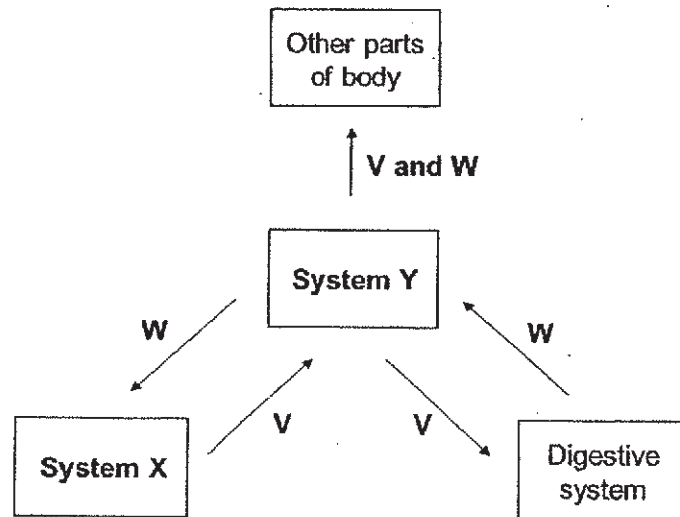 Other parts
of body
V and W
System Y
W
W
V
V
System X
Digestive
system